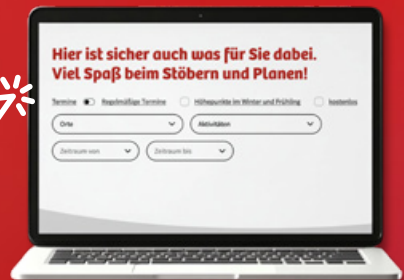 Hier ist sicher auch was für Sie dabei.
Viel Spaß beim Stöbern und Planen!
Termine Regelmäßige Termine Höhepunkte im Winter und Frühling kostenlos
Orte Aktivitäten
Zeitraum von Zeitraum bis